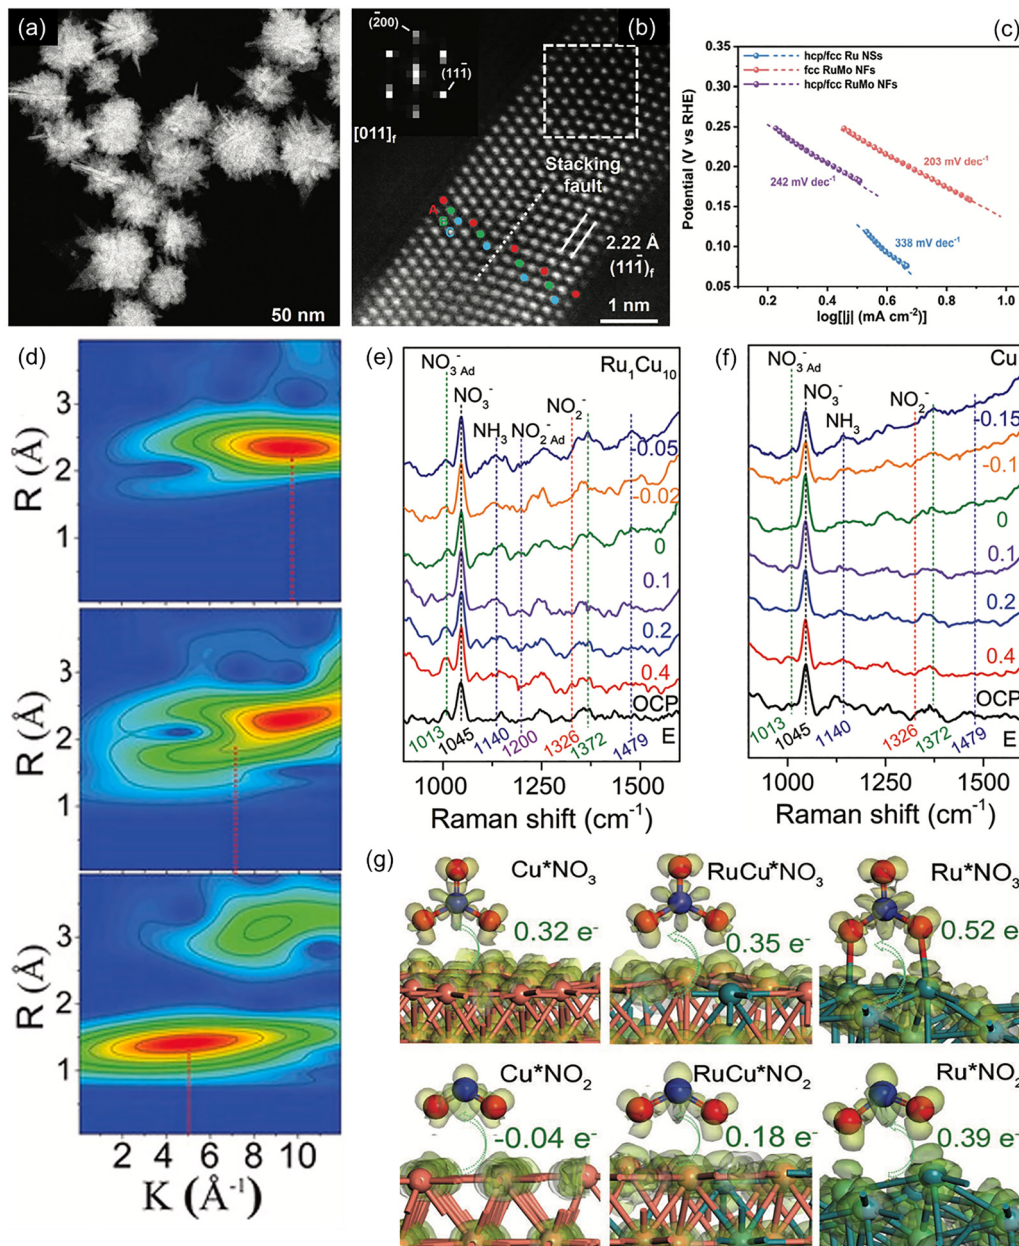 (a)
50 nm
(b)
(2̄00)
(111̄)
[011]f
Stacking
fault
A
B
C
2.22 Å
(111̄)f
1 nm
(c)
hcp/fcc Ru NSs
fcc RuMo NFs
hcp/fcc RuMo NFs
Potential (V vs RHE)
0.35
0.30
0.25
0.20
0.15
0.10
0.05
203 mV dec-1
242 mV dec-1
338 mV dec-1
0.2 0.4 0.6 0.8 1.0
log[|j| (mA cm-2)]
(d)
R (Å)
3
2
1
R (Å)
3
2
1
R (Å)
3
2
1
2 4 6 8 10
K (Å-1)
(e)
NO3- Ad
Ru1Cu10
NO3-
NO2-
NH3 NO2- Ad
-0.05
-0.02
0
0.1
0.2
0.4
OCP
E
1013 1045 1140 1200 1326 1372 1479
1000 1250 1500
Raman shift (cm-1)
(f)
NO3- Ad
Cu
NO3-
NO2-
NH3
-0.15
-0.1
0
0.1
0.2
0.4
OCP
E
1013 1045 1140 1326 1372 1479
1000 1250 1500
Raman shift (cm-1)
(g)
Cu*NO3
0.32 e-
RuCu*NO3
0.35 e-
Ru*NO3
0.52 e-
Cu*NO2
-0.04 e-
RuCu*NO2
0.18 e-
Ru*NO2
0.39 e-